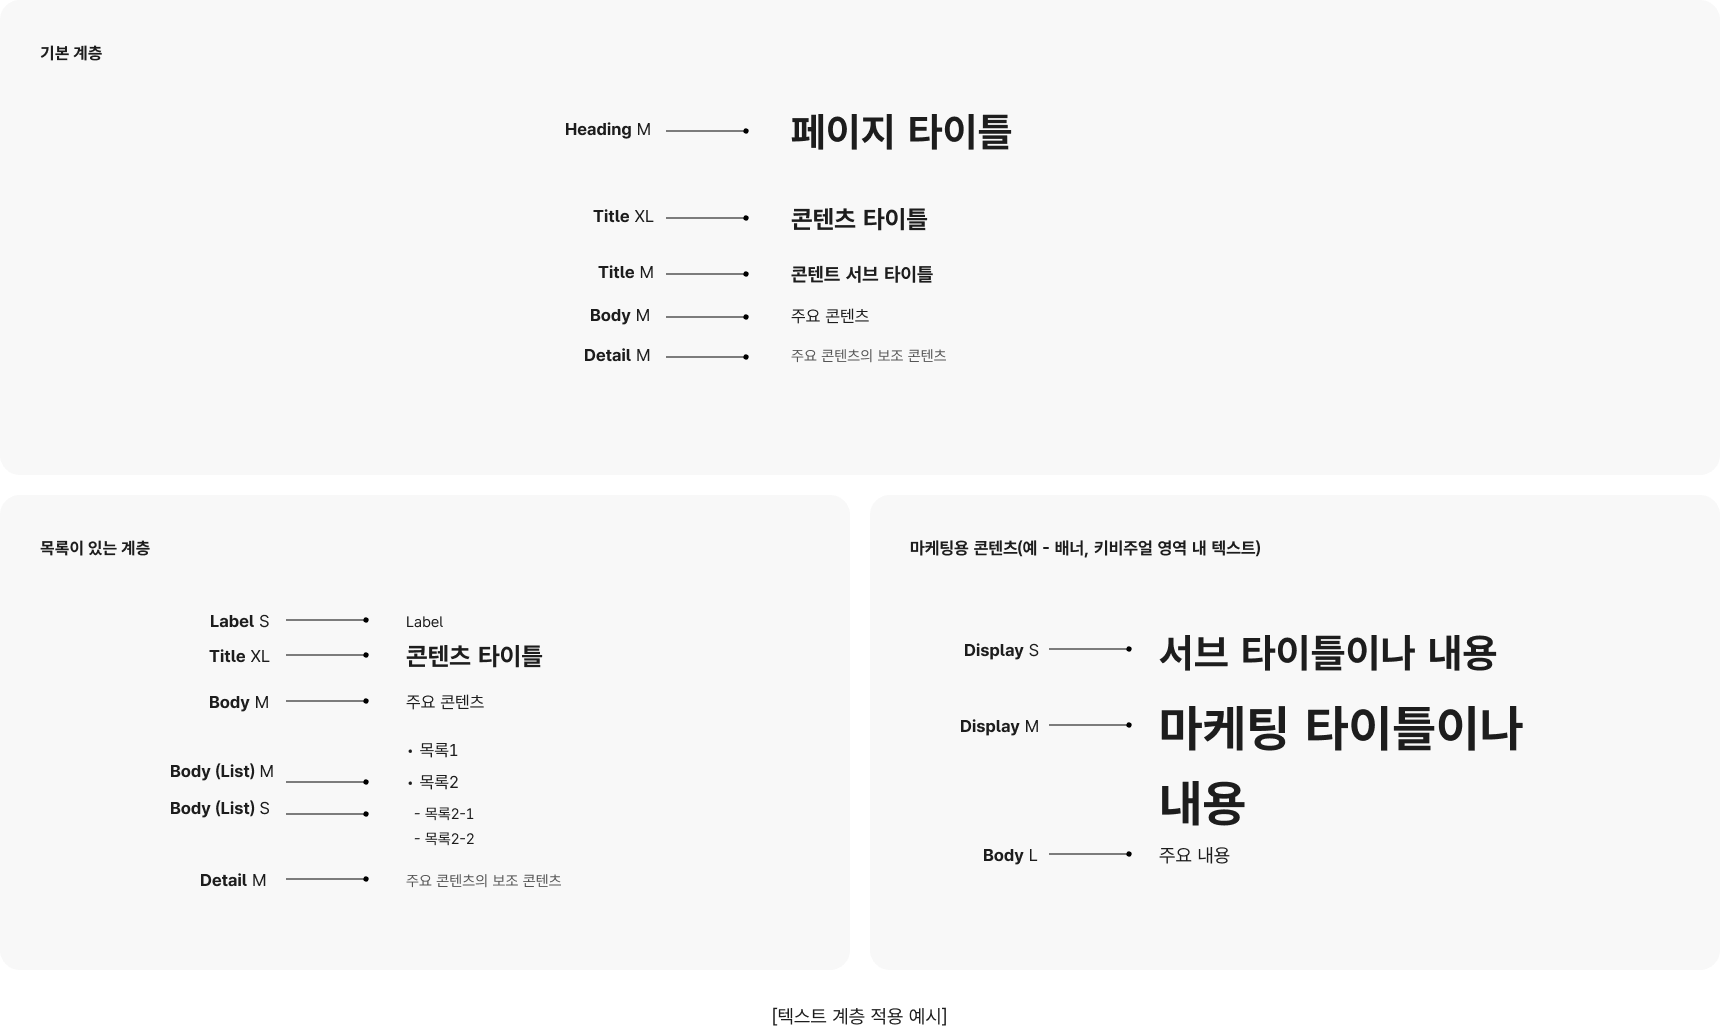 기본 계층
Heading M 페이지 타이틀
Title XL 콘텐츠 타이틀
Title M 콘텐트 서브 타이틀
Body M 주요 콘텐츠
Detail M 주요 콘텐츠의 보조 콘텐츠
목록이 있는 계층
Label S Label
Title XL 콘텐츠 타이틀
Body M 주요 콘텐츠
• 목록1
Body (List) M • 목록2
Body (List) S - 목록2-1
- 목록2-2
Detail M 주요 콘텐츠의 보조 콘텐츠
마케팅용 콘텐츠(예 - 배너, 키비주얼 영역 내 텍스트)
Display S 서브 타이틀이나 내용
Display M 마케팅 타이틀이나
내용
Body L 주요 내용
[텍스트 계층 적용 예시]